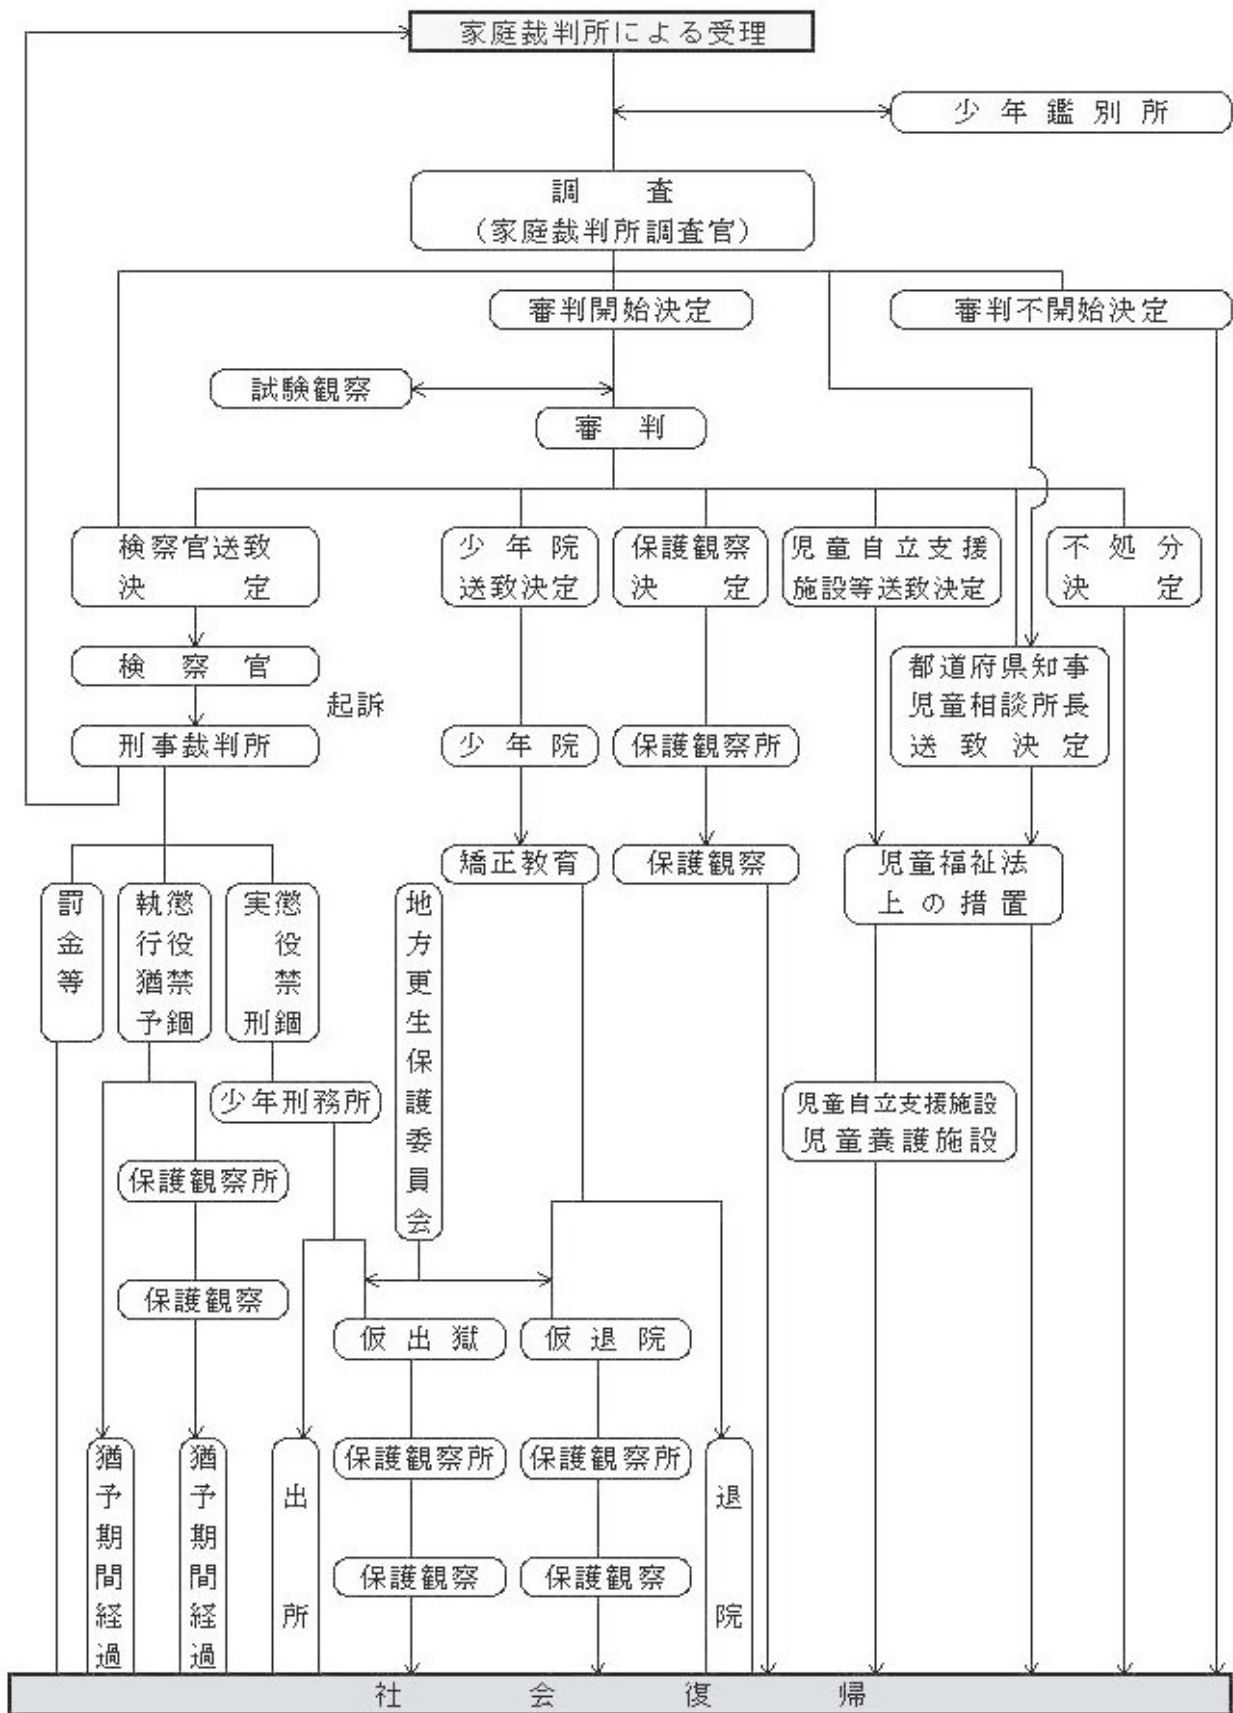 家庭裁判所による受理
少年鑑別所
調査
（家庭裁判所調査官）
審判開始決定
審判不開始決定
試験観察
審判
検察官送致
決定
少年院
送致決定
保護観察
決定
児童自立支援
施設等送致決定
不処分
決定
検察官
都道府県知事
児童相談所長
送致決定
起訴
刑事裁判所
少年院
保護観察所
矯正教育
保護観察
児童福祉法
上の措置
罰金等
懲役禁錮
執行猶予
懲役禁錮
実刑
地方更生保護委員会
少年刑務所
児童自立支援施設
児童養護施設
保護観察所
保護観察
仮出獄
仮退院
猶予期間経過
猶予期間経過
出所
保護観察所
保護観察所
退院
保護観察
保護観察
社会復帰